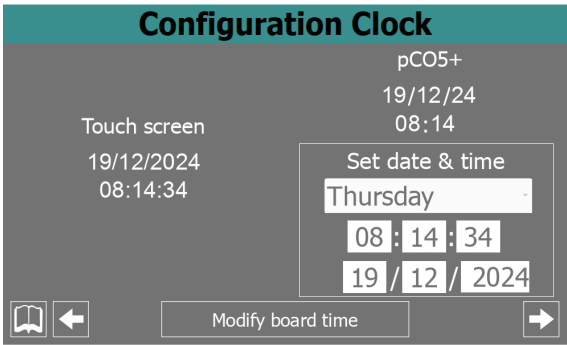 Configuration Clock
pCO5+
19/12/24
08:14
Touch screen
19/12/2024
08:14:34
Set date & time
Thursday
08 : 14 : 34
19 / 12 / 2024
Modify board time